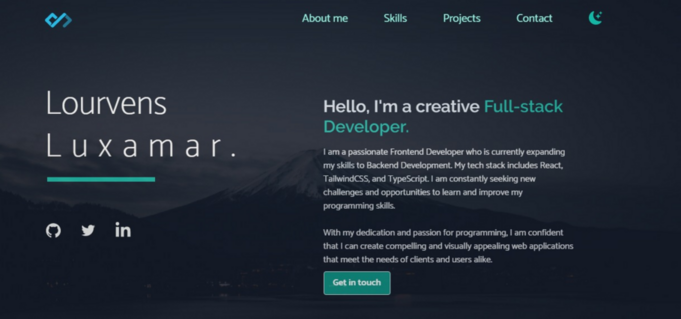 About me
Skills
Projects
Contact
Lourvens
Luxamar.
Hello, I'm a creative Full-stack
Developer.
I am a passionate Frontend Developer who is currently expanding
my skills to Backend Development. My tech stack includes React,
TailwindCSS, and TypeScript. I am constantly seeking new
challenges and opportunities to learn and improve my
programming skills.
With my dedication and passion for programming, I am confident
that I can create compelling and visually appealing web applications
that meet the needs of clients and users alike.
Get in touch